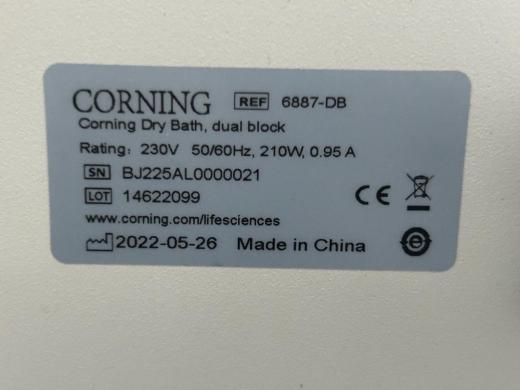 CORNING REF 6887-DB
Corning Dry Bath, dual block
Rating: 230V 50/60Hz, 210W, 0.95 A
SN BJ225AL0000021
LOT 14622099
CE
www.corning.com/lifesciences
2022-05-26 Made in China